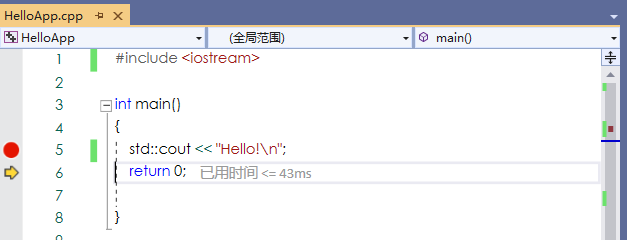 HelloApp.cpp
HelloApp (全局范围) main()
1 #include <iostream>
2
3 int main()
4 {
5 std::cout << "Hello!\n";
6 return 0; 已用时间 <= 43ms
7
8 }